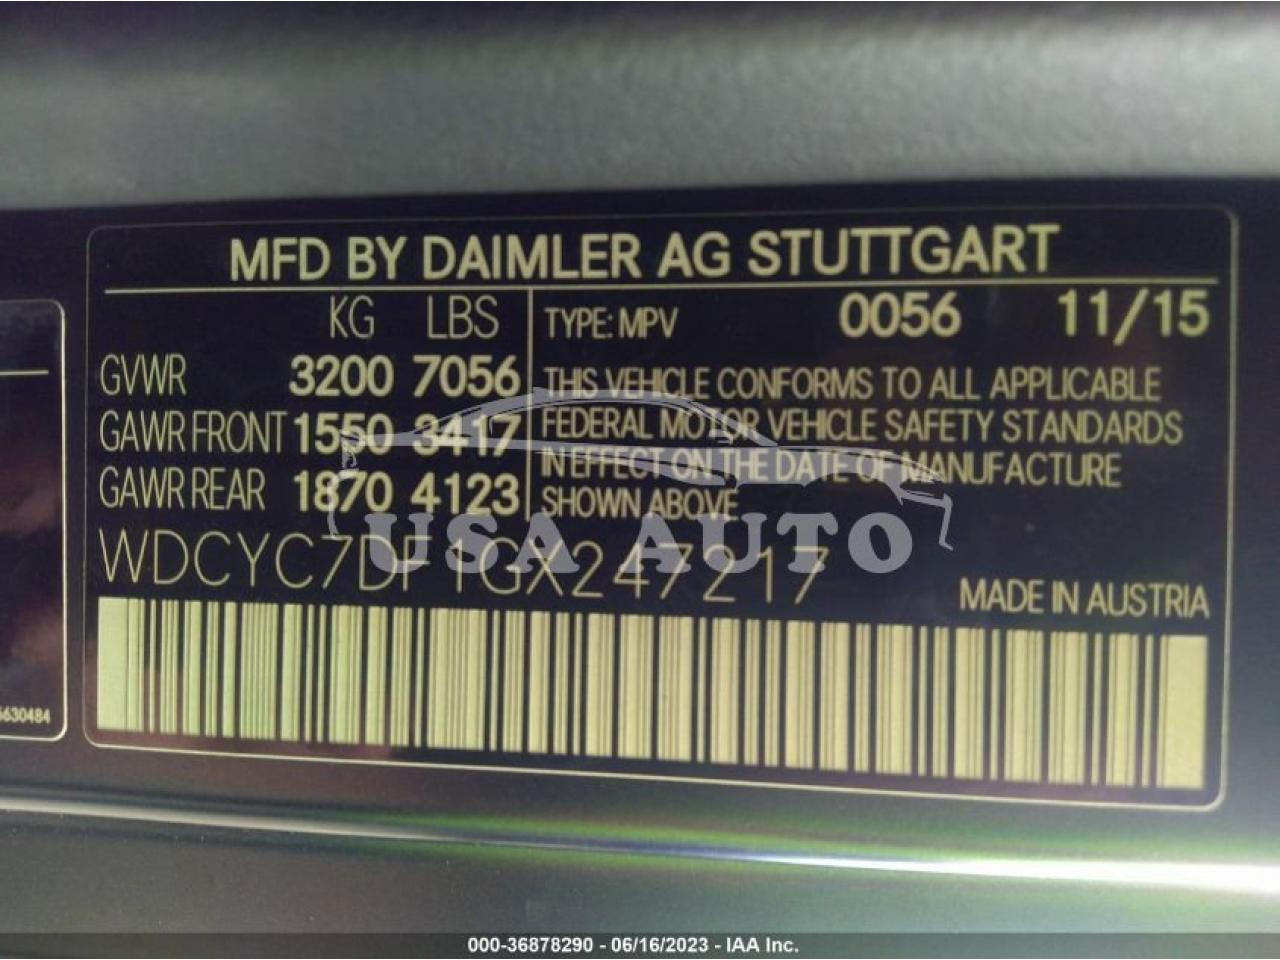 MFD BY DAIMLER AG STUTTGART
KG LBS
GVWR 3200 7056
GAWR FRONT 1550 3417
GAWR REAR 1870 4123
TYPE: MPV 0056 11/15
THIS VEHICLE CONFORMS TO ALL APPLICABLE
FEDERAL MOTOR VEHICLE SAFETY STANDARDS
IN EFFECT ON THE DATE OF MANUFACTURE
SHOWN ABOVE
USA AUTO
WDCYC7DF1GX247217
MADE IN AUSTRIA
6630484
000-36878290 - 06/16/2023 - IAA Inc.